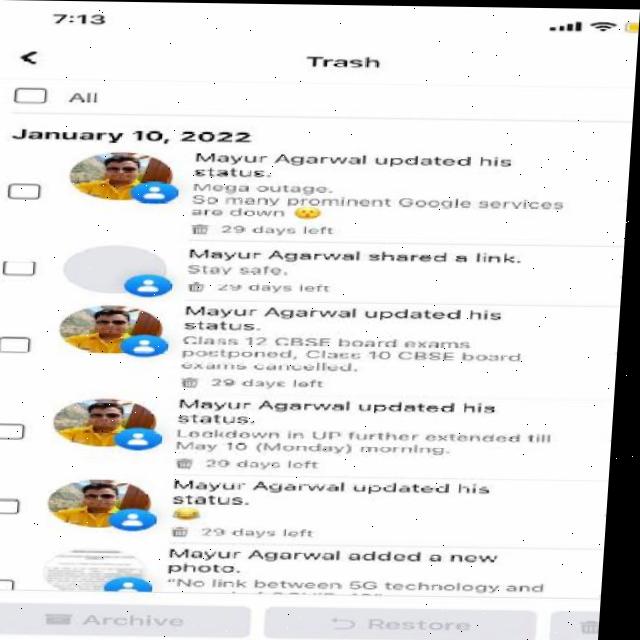 7:13
Trash
All
January 10, 2022
Mayur Agarwal updated his
status.
Mega outage.
So many prominent Google services
are down 😮
29 days left
Mayur Agarwal shared a link.
Stay safe.
29 days left
Mayur Agarwal updated his
status.
Class 12 CBSE board exams
postponed, Class 10 CBSE board
exams cancelled.
29 days left
Mayur Agarwal updated his
status.
Lockdown in UP further extended till
May 10 (Monday) morning.
29 days left
Mayur Agarwal updated his
status.
😂
29 days left
Mayur Agarwal added a new
photo.
"No link between 5G technology and
Archive
Restore